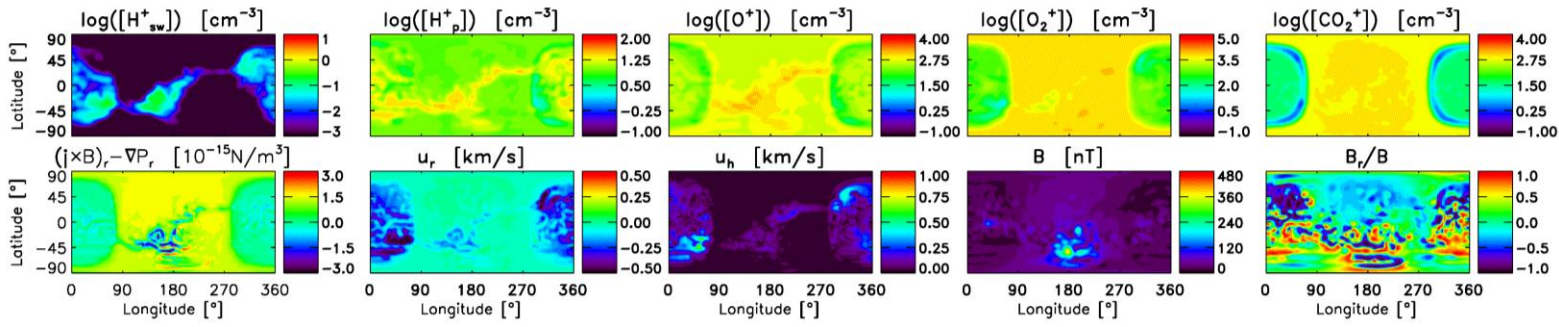 log([H⁺sw]) [cm⁻³] log([H⁺p]) [cm⁻³] log([O⁺]) [cm⁻³] log([O₂⁺]) [cm⁻³] log([CO₂⁺]) [cm⁻³]
90 1 2.00 4.00 5.0 4.00
45 0 1.25 2.75 3.5 2.75
0 −1 0.50 1.50 2.0 1.50
−45 −2 −0.25 0.25 0.5 0.25
−90 −3 −1.00 −1.00 −1.0 −1.00
Latitude [°]
(j×B)r−∇Pr [10⁻¹⁵N/m³] ur [km/s] uh [km/s] B [nT] Br/B
90 3.0 0.50 1.00 480 1.0
45 1.5 0.25 0.75 360 0.5
0 0.0 0.00 0.50 240 0.0
−45 −1.5 −0.25 0.25 120 −0.5
−90 −3.0 −0.50 0.00 0 −1.0
Latitude [°]
0 90 180 270 360 0 90 180 270 360 0 90 180 270 360 0 90 180 270 360 0 90 180 270 360
Longitude [°] Longitude [°] Longitude [°] Longitude [°] Longitude [°]